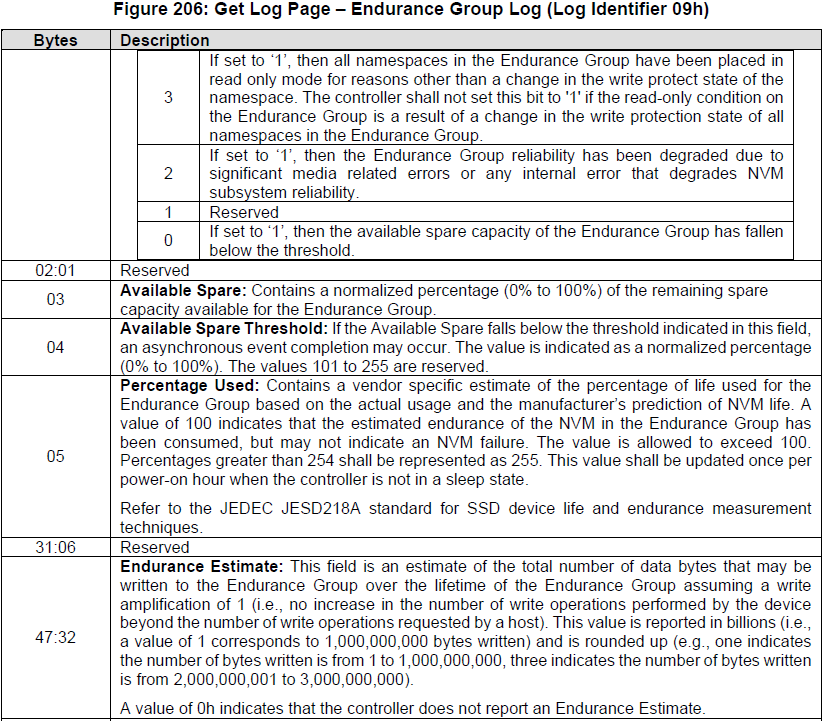 Figure 206: Get Log Page – Endurance Group Log (Log Identifier 09h)
Bytes Description
If set to ‘1’, then all namespaces in the Endurance Group have been placed in
read only mode for reasons other than a change in the write protect state of the
3 namespace. The controller shall not set this bit to '1' if the read-only condition on
the Endurance Group is a result of a change in the write protection state of all
namespaces in the Endurance Group.
If set to ‘1’, then the Endurance Group reliability has been degraded due to
2 significant media related errors or any internal error that degrades NVM
subsystem reliability.
1 Reserved
0 If set to ‘1’, then the available spare capacity of the Endurance Group has fallen
below the threshold.
02:01 Reserved
03 Available Spare: Contains a normalized percentage (0% to 100%) of the remaining spare
capacity available for the Endurance Group.
Available Spare Threshold: If the Available Spare falls below the threshold indicated in this field,
04 an asynchronous event completion may occur. The value is indicated as a normalized percentage
(0% to 100%). The values 101 to 255 are reserved.
Percentage Used: Contains a vendor specific estimate of the percentage of life used for the
Endurance Group based on the actual usage and the manufacturer’s prediction of NVM life. A
value of 100 indicates that the estimated endurance of the NVM in the Endurance Group has
been consumed, but may not indicate an NVM failure. The value is allowed to exceed 100.
05 Percentages greater than 254 shall be represented as 255. This value shall be updated once per
power-on hour when the controller is not in a sleep state.
Refer to the JEDEC JESD218A standard for SSD device life and endurance measurement
techniques.
31:06 Reserved
Endurance Estimate: This field is an estimate of the total number of data bytes that may be
written to the Endurance Group over the lifetime of the Endurance Group assuming a write
amplification of 1 (i.e., no increase in the number of write operations performed by the device
beyond the number of write operations requested by a host). This value is reported in billions (i.e.,
47:32 a value of 1 corresponds to 1,000,000,000 bytes written) and is rounded up (e.g., one indicates
the number of bytes written is from 1 to 1,000,000,000, three indicates the number of bytes written
is from 2,000,000,001 to 3,000,000,000).
A value of 0h indicates that the controller does not report an Endurance Estimate.